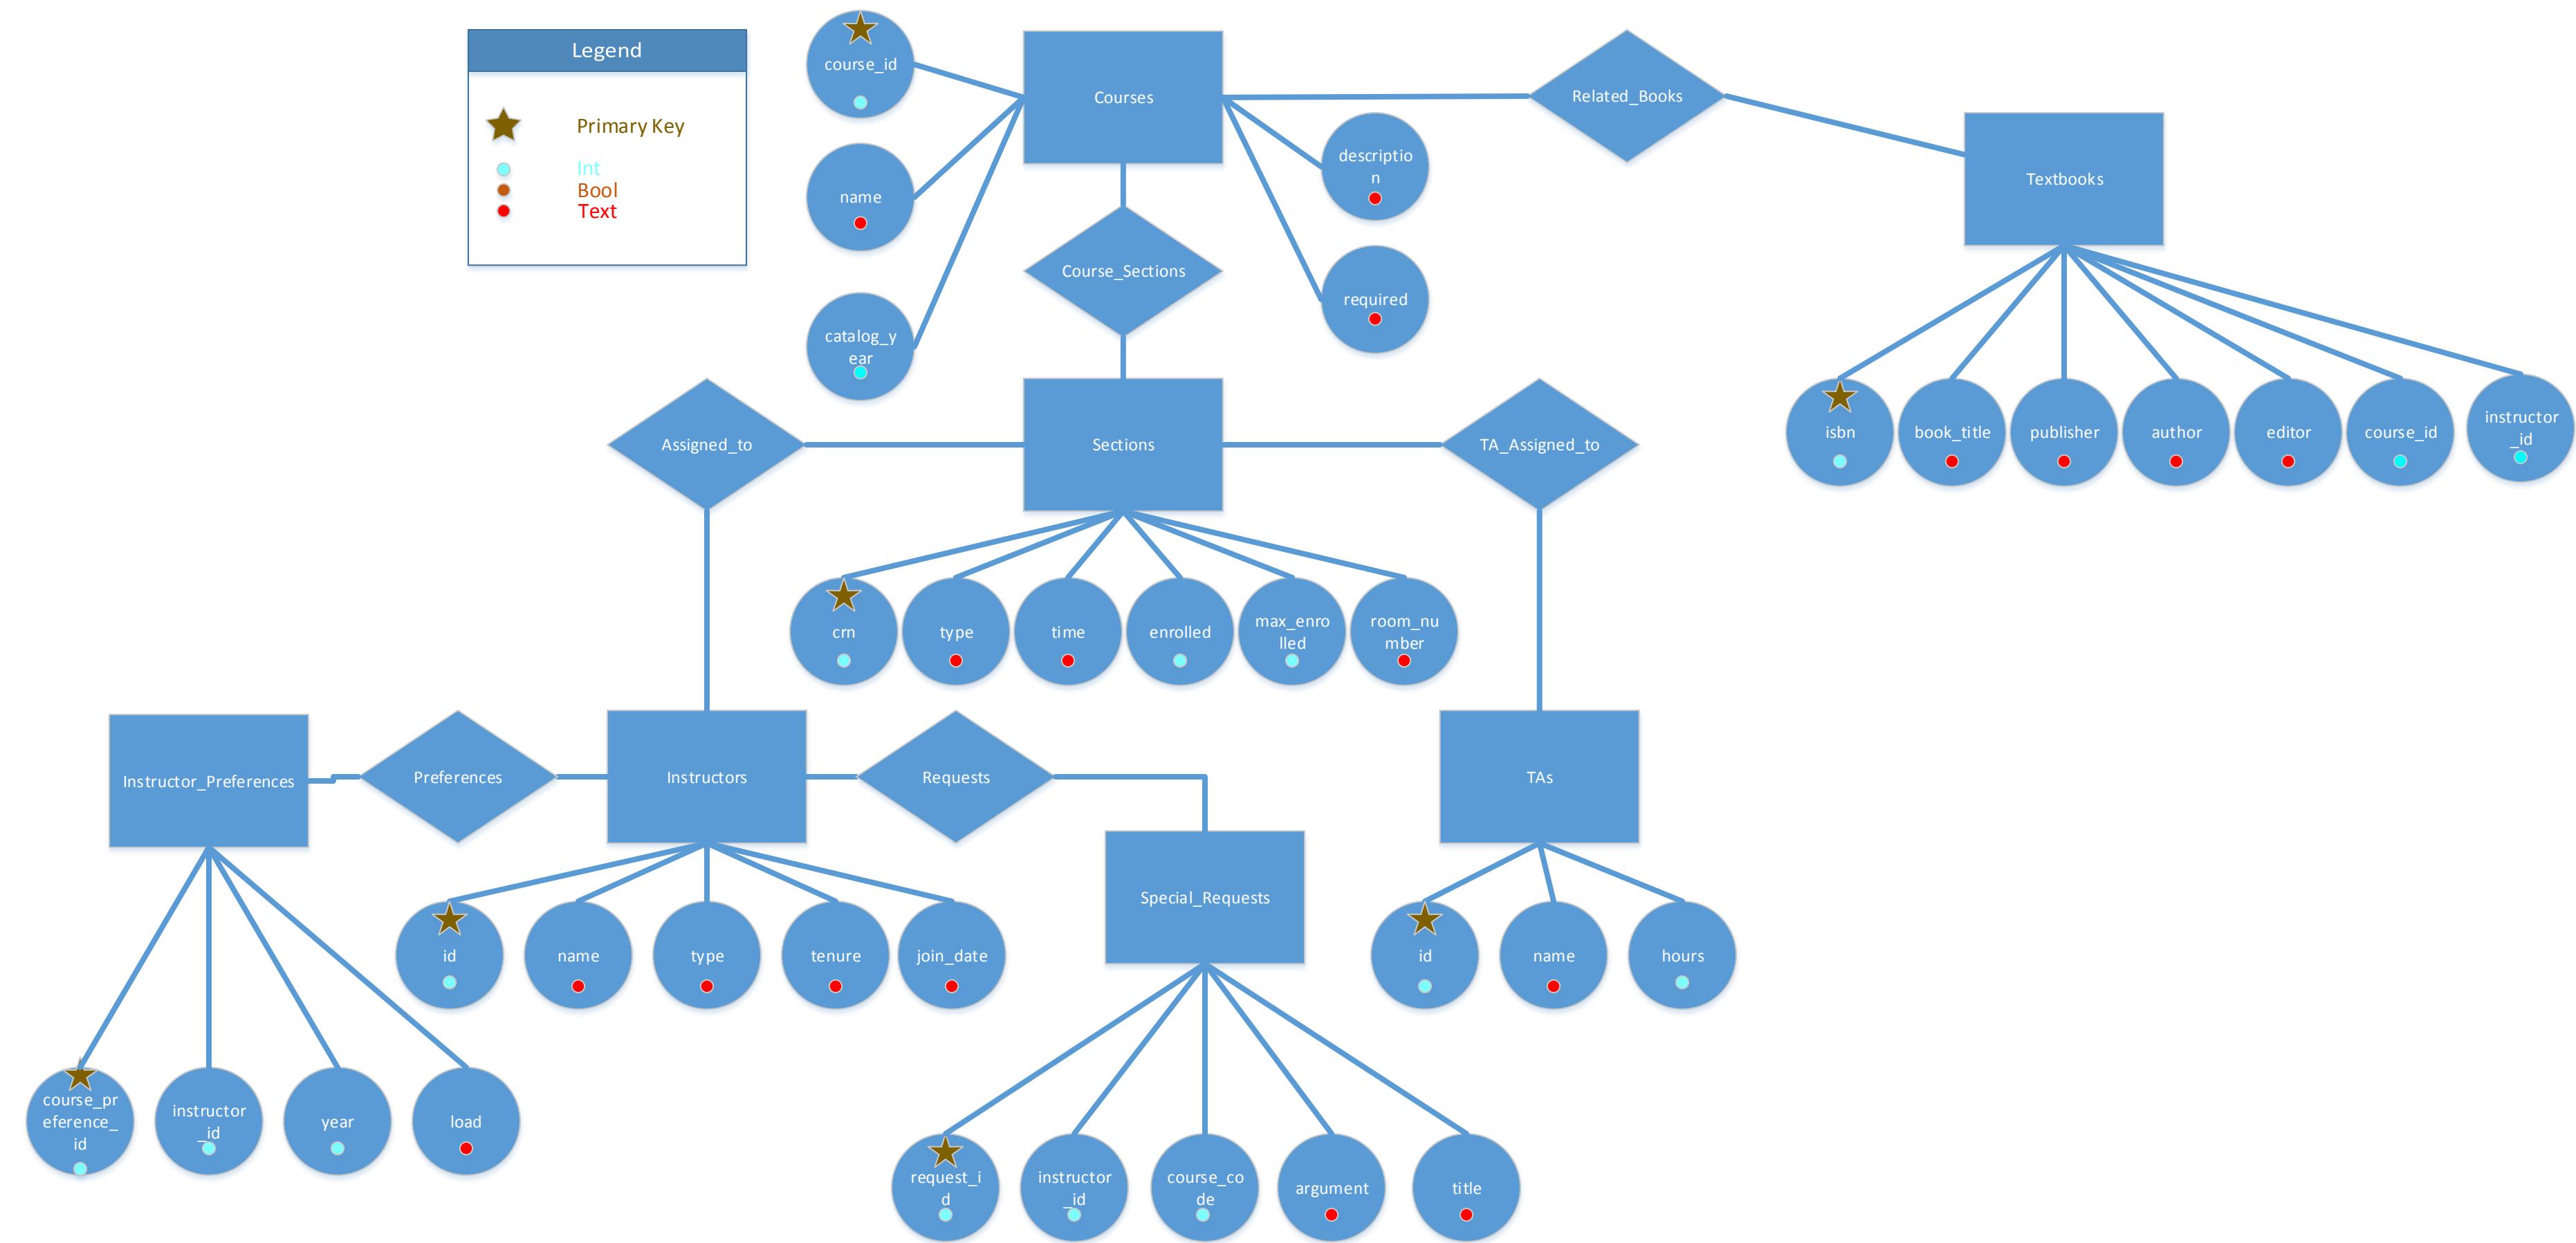 Legend
Primary Key
Int
Bool
Text
course_id
name
catalog_y
ear
Courses
descriptio
n
required
Related_Books
Textbooks
Course_Sections
isbn
book_title
publisher
author
editor
course_id
instructor
_id
Assigned_to
Sections
TA_Assigned_to
crn
type
time
enrolled
max_enro
lled
room_nu
mber
Instructor_Preferences
Preferences
Instructors
Requests
TAs
Special_Requests
id
name
type
tenure
join_date
id
name
hours
course_pr
eference_
id
instructor
_id
year
load
request_i
d
instructor
_id
course_co
de
argument
title